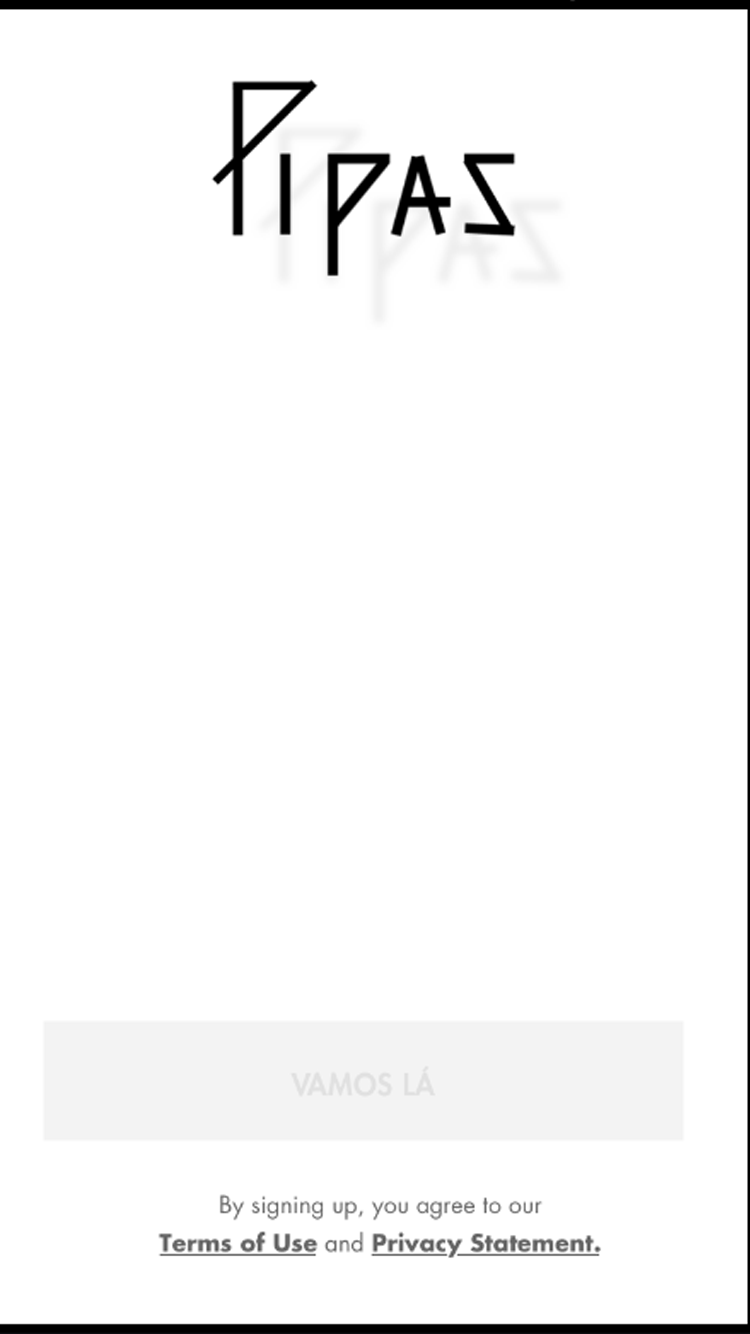 PIPAS
VAMOS LÁ
By signing up, you agree to our
Terms of Use and Privacy Statement.